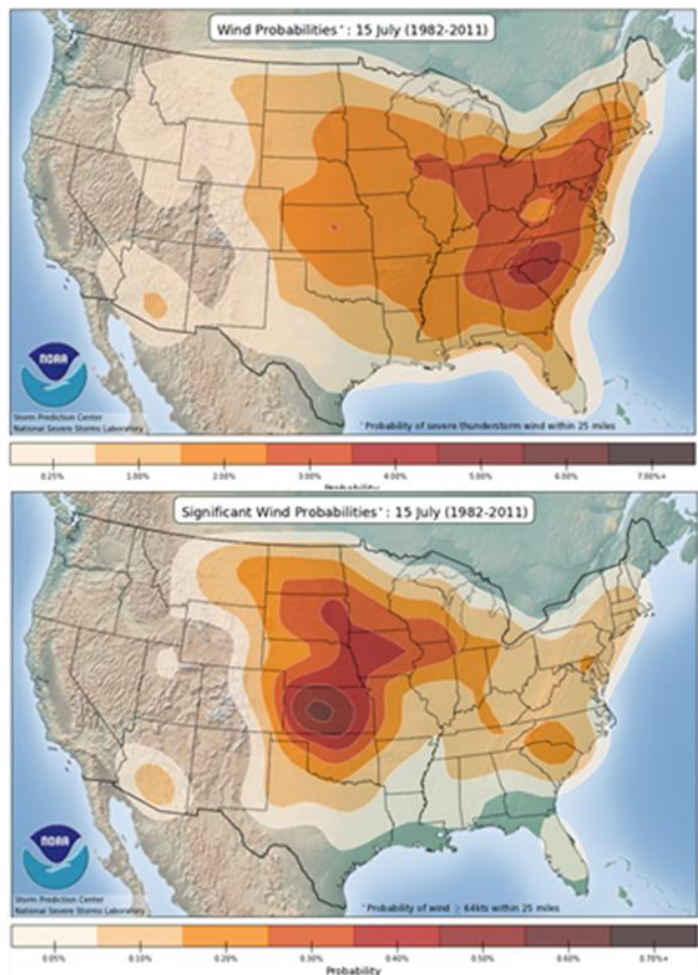 Wind Probabilities*: 15 July (1982-2011)
NOAA
Storm Prediction Center
National Severe Storms Laboratory
*Probability of severe thunderstorm wind within 25 miles
0.25% 1.00% 2.00% 3.00% 4.00% 5.00% 6.00% 7.00%+
Probability
Significant Wind Probabilities*: 15 July (1982-2011)
NOAA
Storm Prediction Center
National Severe Storms Laboratory
*Probability of wind ≥ 64kts within 25 miles
0.05% 0.10% 0.20% 0.30% 0.40% 0.50% 0.60% 0.70%+
Probability